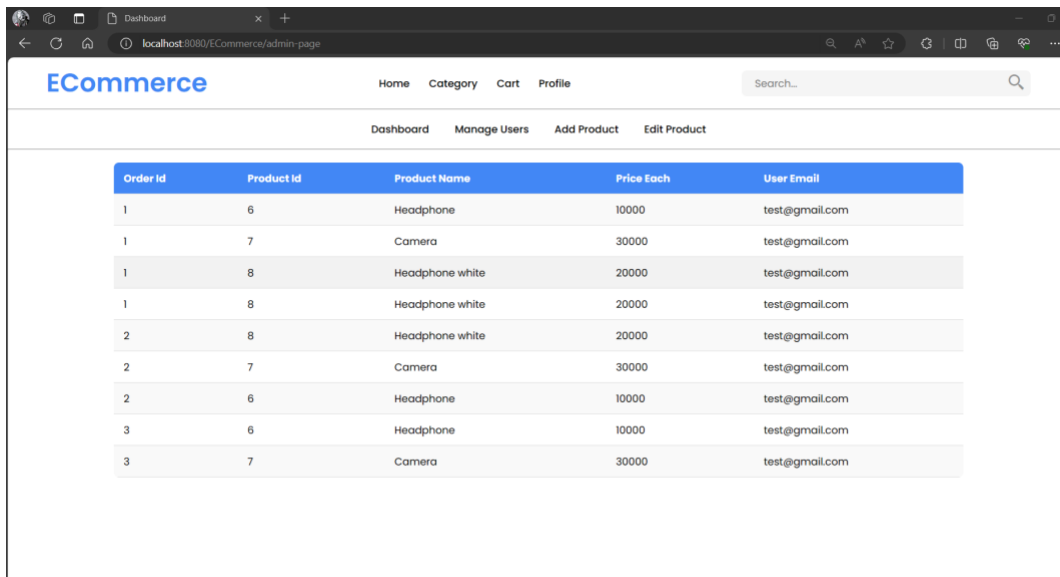 Dashboard
localhost:8080/ECommerce/admin-page
ECommerce Home Category Cart Profile Search...
Dashboard Manage Users Add Product Edit Product
Order Id Product Id Product Name Price Each User Email
1 6 Headphone 10000 test@gmail.com
1 7 Camera 30000 test@gmail.com
1 8 Headphone white 20000 test@gmail.com
1 8 Headphone white 20000 test@gmail.com
2 8 Headphone white 20000 test@gmail.com
2 7 Camera 30000 test@gmail.com
2 6 Headphone 10000 test@gmail.com
3 6 Headphone 10000 test@gmail.com
3 7 Camera 30000 test@gmail.com